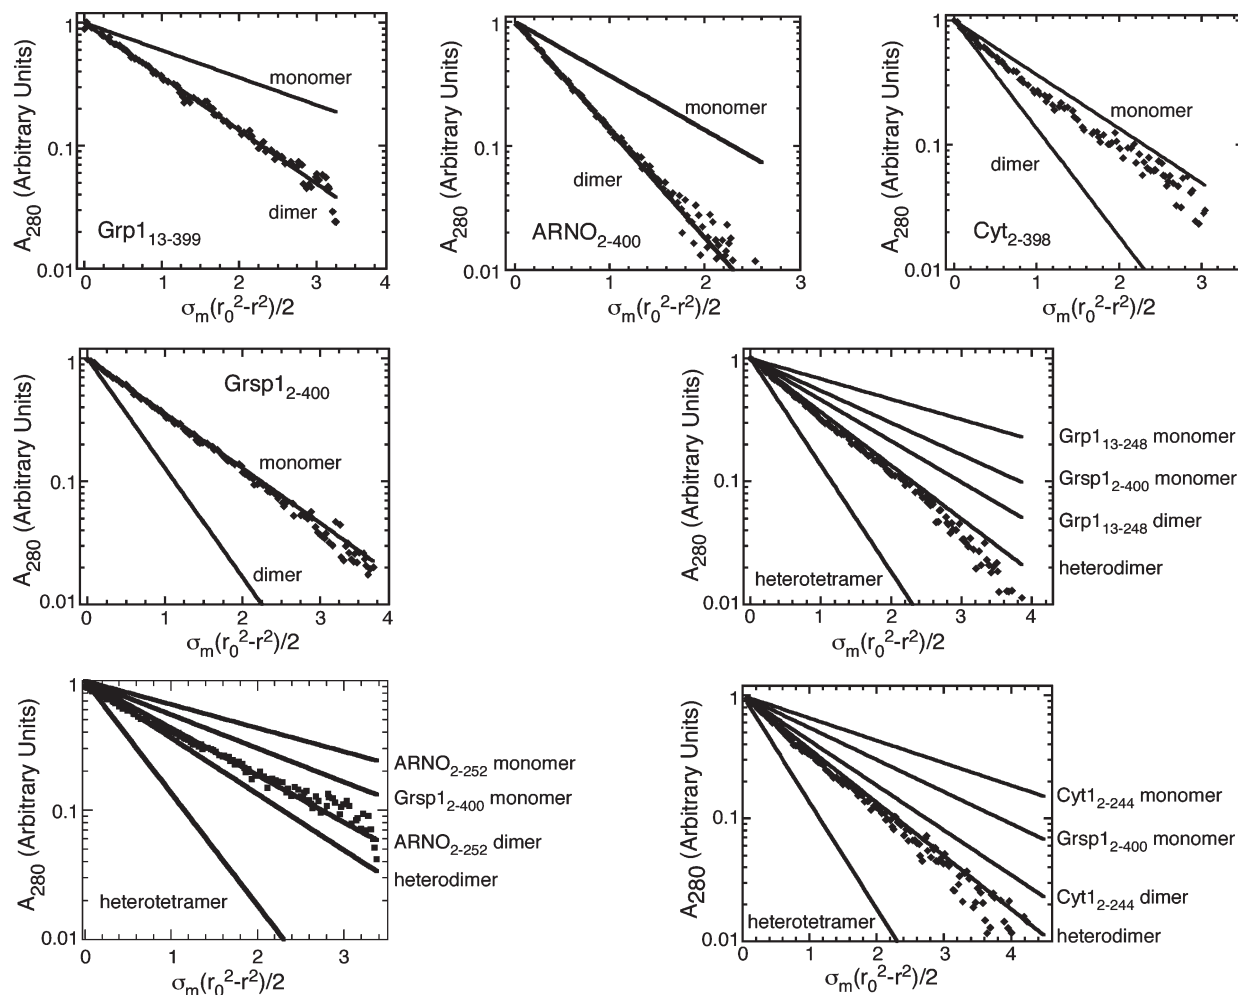 A280 (Arbitrary Units)
1
0.1
0.01
monomer
dimer
Grp113-399
0 1 2 3 4
σm(r0²-r²)/2
A280 (Arbitrary Units)
1
0.1
0.01
monomer
dimer
ARNO2-400
0 1 2 3
σm(r0²-r²)/2
A280 (Arbitrary Units)
1
0.1
0.01
monomer
dimer
Cyt2-398
0 1 2 3
σm(r0²-r²)/2
A280 (Arbitrary Units)
1
0.1
0.01
Grsp12-400
monomer
dimer
0 1 2 3 4
σm(r0²-r²)/2
A280 (Arbitrary Units)
1
0.1
0.01
Grp113-248 monomer
Grsp12-400 monomer
Grp113-248 dimer
heterodimer
heterotetramer
0 1 2 3 4
σm(r0²-r²)/2
A280 (Arbitrary Units)
1
0.1
0.01
ARNO2-252 monomer
Grsp12-400 monomer
ARNO2-252 dimer
heterodimer
heterotetramer
0 1 2 3
σm(r0²-r²)/2
A280 (Arbitrary Units)
1
0.1
0.01
Cyt12-244 monomer
Grsp12-400 monomer
Cyt12-244 dimer
heterodimer
heterotetramer
0 1 2 3 4
σm(r0²-r²)/2